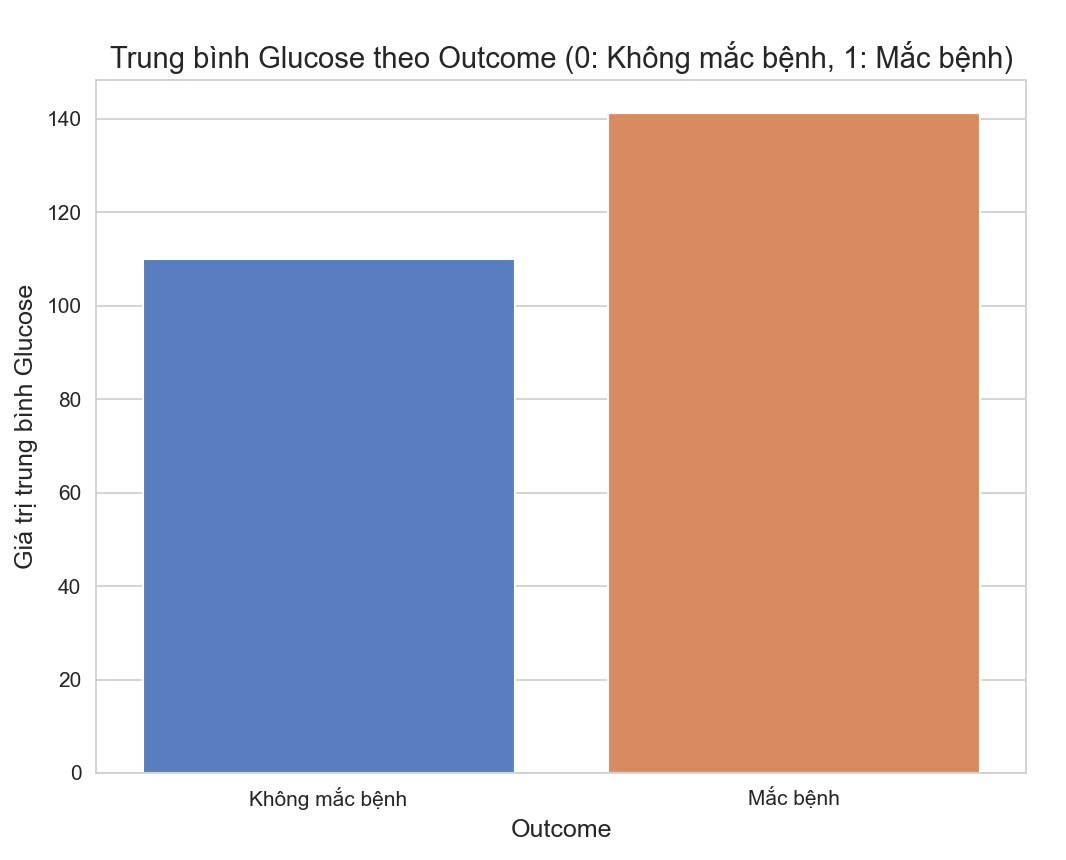 Trung bình Glucose theo Outcome (0: Không mắc bệnh, 1: Mắc bệnh)
Giá trị trung bình Glucose
140
120
100
80
60
40
20
0
Không mắc bệnh
Mắc bệnh
Outcome